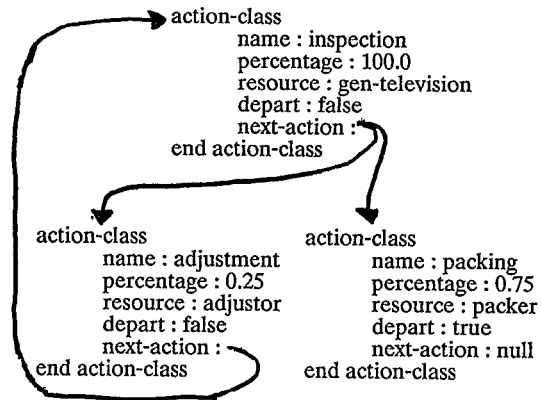 action-class
name : inspection
percentage : 100.0
resource : gen-television
depart : false
next-action :
end action-class
action-class
name : adjustment
percentage : 0.25
resource : adjustor
depart : false
next-action :
end action-class
action-class
name : packing
percentage : 0.75
resource : packer
depart : true
next-action : null
end action-class